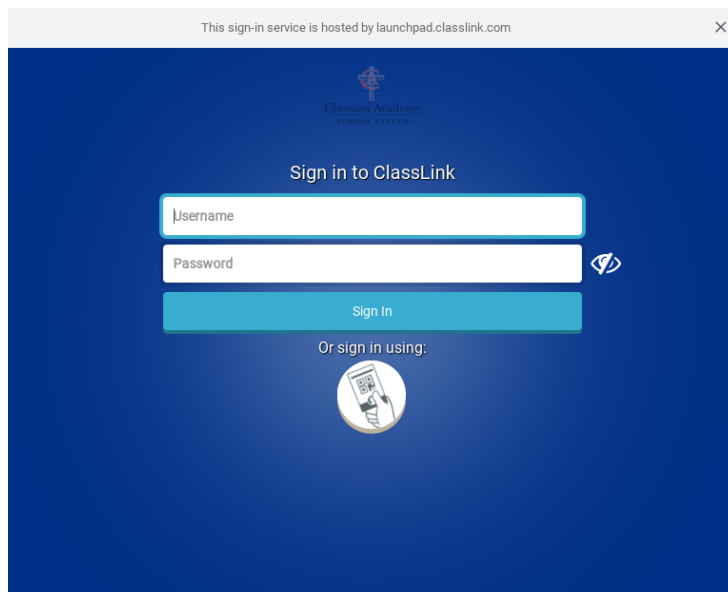 This sign-in service is hosted by launchpad.classlink.com
Christian Academy
SCHOOL SYSTEM
Sign in to ClassLink
Username
Password
Sign In
Or sign in using: